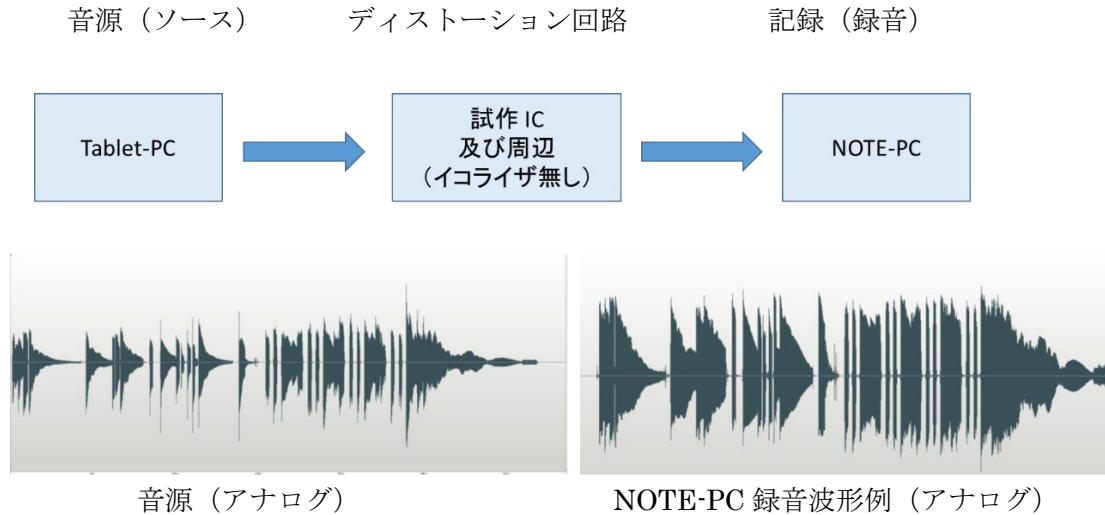 音源（ソース） ディストーション回路 記録（録音）
Tablet-PC
試作 IC
及び周辺
（イコライザ無し）
NOTE-PC
音源（アナログ） NOTE-PC 録音波形例（アナログ）